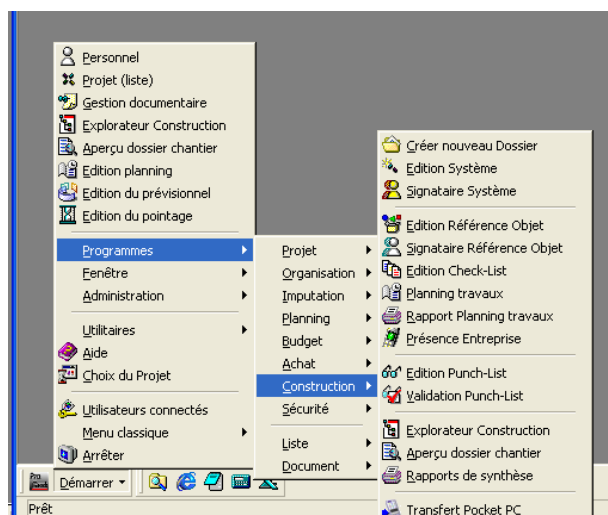 Personnel
Projet (liste)
Gestion documentaire
Explorateur Construction
Aperçu dossier chantier
Edition planning
Edition du prévisionnel
Edition du pointage
Programmes
Fenêtre
Administration
Utilitaires
Aide
Choix du Projet
Utilisateurs connectés
Menu classique
Arrêter
Projet
Organisation
Imputation
Planning
Budget
Achat
Construction
Sécurité
Liste
Document
Créer nouveau Dossier
Edition Système
Signataire Système
Edition Référence Objet
Signataire Référence Objet
Edition Check-List
Planning travaux
Rapport Planning travaux
Présence Entreprise
Edition Punch-List
Validation Punch-List
Explorateur Construction
Aperçu dossier chantier
Rapports de synthèse
Transfert Pocket PC
Démarrer
Prêt